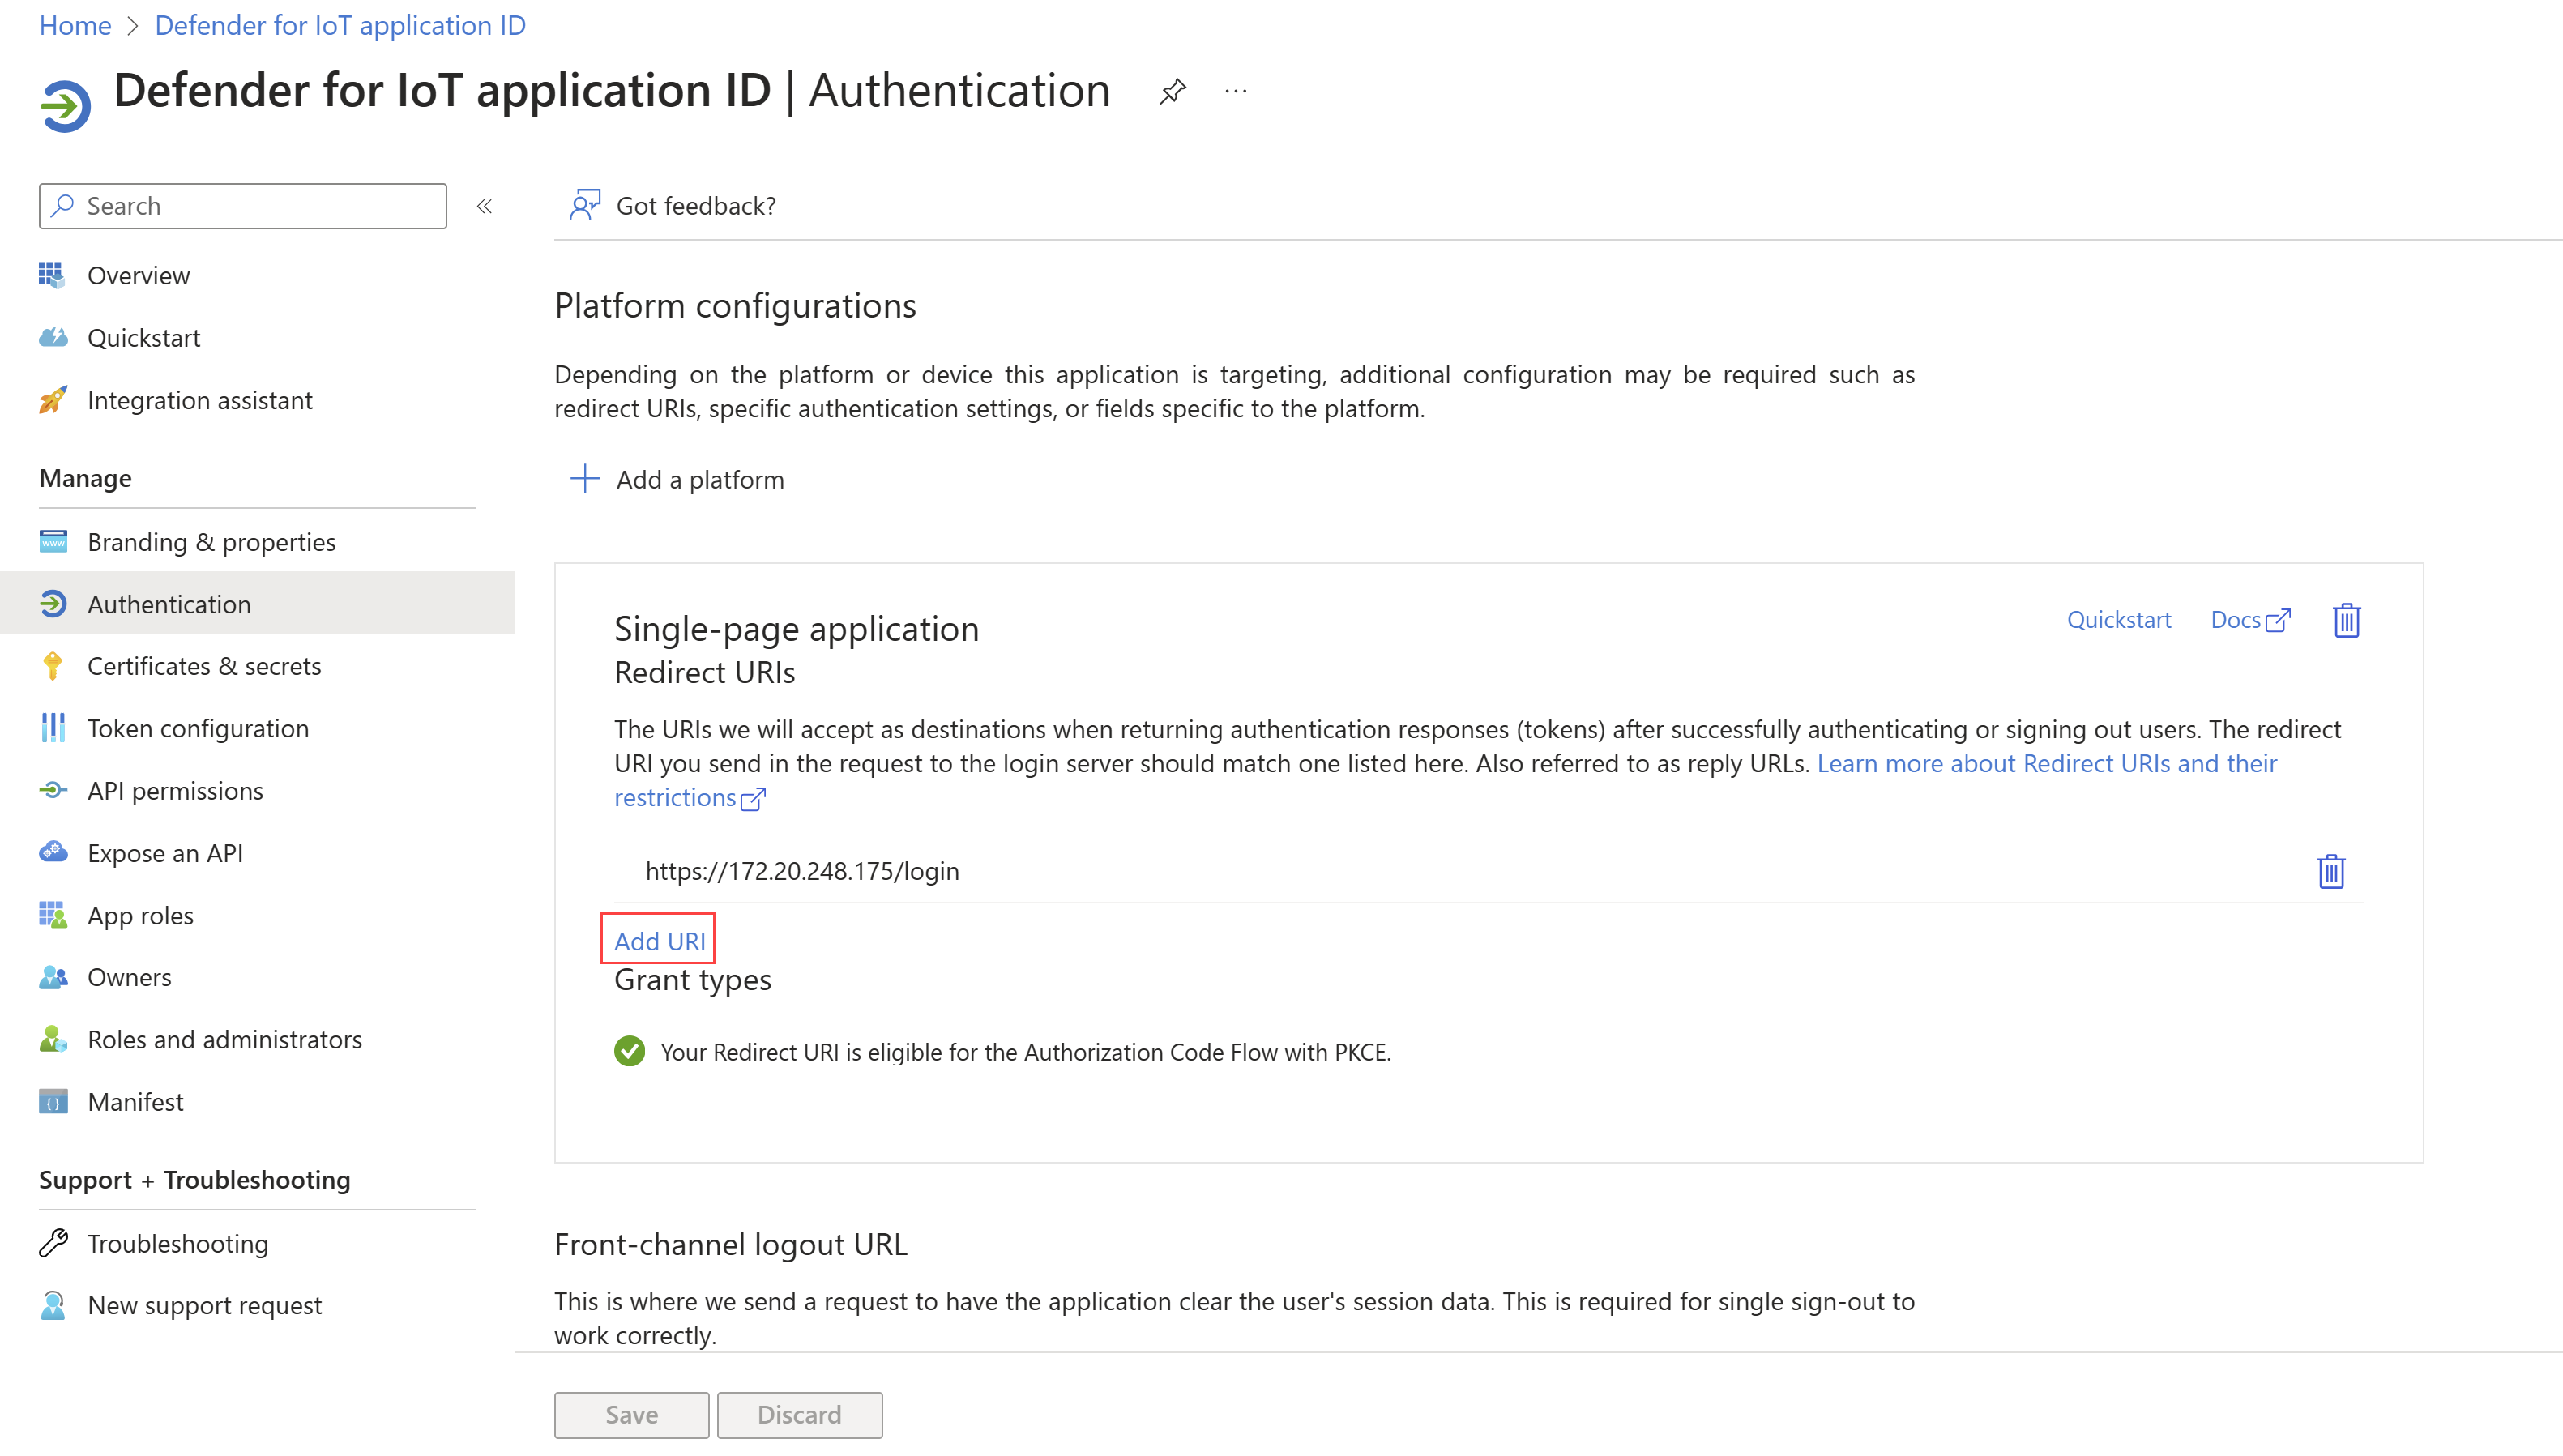 Home > Defender for IoT application ID
Defender for IoT application ID | Authentication ...
Search
Overview
Quickstart
Integration assistant
Manage
Branding & properties
Authentication
Certificates & secrets
Token configuration
API permissions
Expose an API
App roles
Owners
Roles and administrators
Manifest
Support + Troubleshooting
Troubleshooting
New support request
Got feedback?
Platform configurations
Depending on the platform or device this application is targeting, additional configuration may be required such as
redirect URIs, specific authentication settings, or fields specific to the platform.
Add a platform
Single-page application
Quickstart
Docs
Redirect URIs
The URIs we will accept as destinations when returning authentication responses (tokens) after successfully authenticating or signing out users. The redirect
URI you send in the request to the login server should match one listed here. Also referred to as reply URLs. Learn more about Redirect URIs and their
restrictions
https://172.20.248.175/login
Add URI
Grant types
Your Redirect URI is eligible for the Authorization Code Flow with PKCE.
Front-channel logout URL
This is where we send a request to have the application clear the user's session data. This is required for single sign-out to
work correctly.
Save
Discard